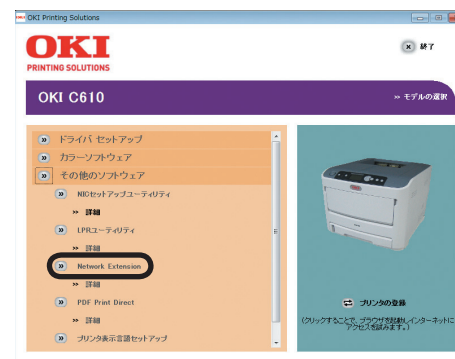 OKI Printing Solutions
OKI
PRINTING SOLUTIONS
終了
OKI C610
モデルの選択
ドライバ セットアップ
カラーソフトウェア
その他のソフトウェア
NICセットアップユーティリティ
詳細
LPRユーティリティ
詳細
Network Extension
詳細
PDF Print Direct
詳細
プリンタ表示言語セットアップ
プリンタの登録
(クリックすることで、ブラウザを起動しインターネットに
アクセスを試みます。)